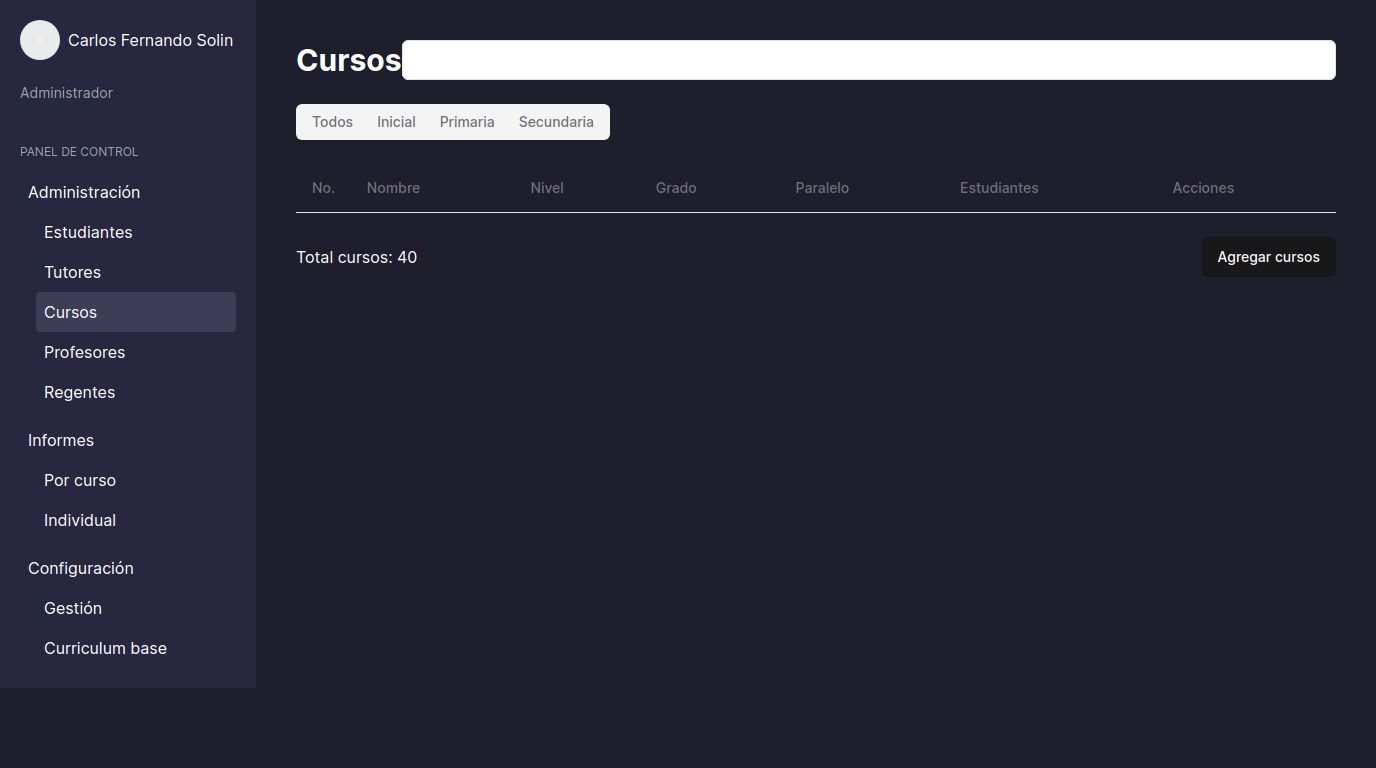 Carlos Fernando Solin
Administrador
PANEL DE CONTROL
Administración
Estudiantes
Tutores
Cursos
Profesores
Regentes
Informes
Por curso
Individual
Configuración
Gestión
Curriculum base
Cursos
Todos Inicial Primaria Secundaria
No. Nombre Nivel Grado Paralelo Estudiantes Acciones
Total cursos: 40 Agregar cursos